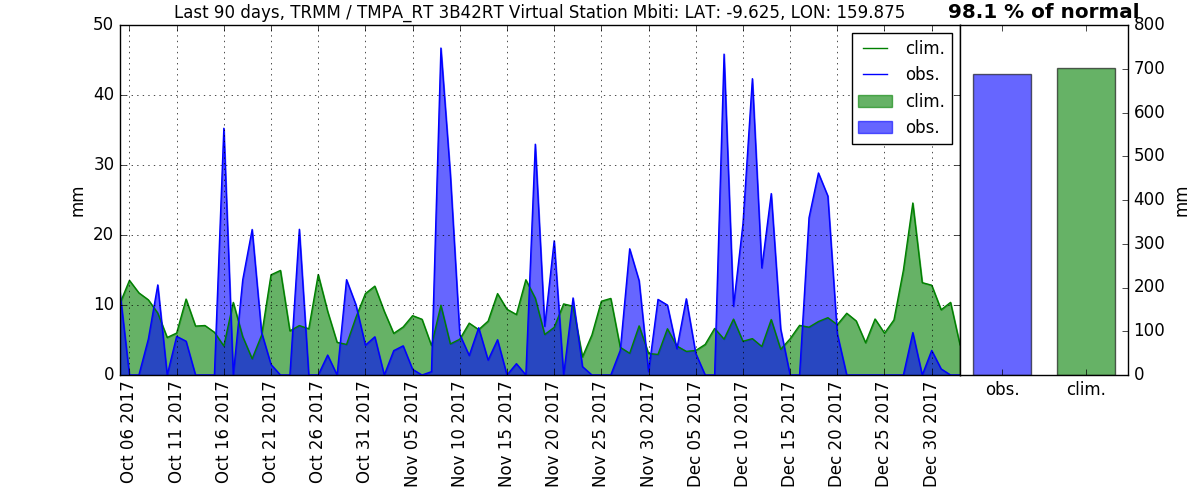 Last 90 days, TRMM / TMPA_RT 3B42RT Virtual Station Mbiti: LAT: -9.625, LON: 159.875
98.1 % of normal
mm
50
40
30
20
10
0
clim.
obs.
clim.
obs.
Oct 06 2017
Oct 11 2017
Oct 16 2017
Oct 21 2017
Oct 26 2017
Oct 31 2017
Nov 05 2017
Nov 10 2017
Nov 15 2017
Nov 20 2017
Nov 25 2017
Nov 30 2017
Dec 05 2017
Dec 10 2017
Dec 15 2017
Dec 20 2017
Dec 25 2017
Dec 30 2017
800
700
600
500
400
300
200
100
0
mm
obs.
clim.